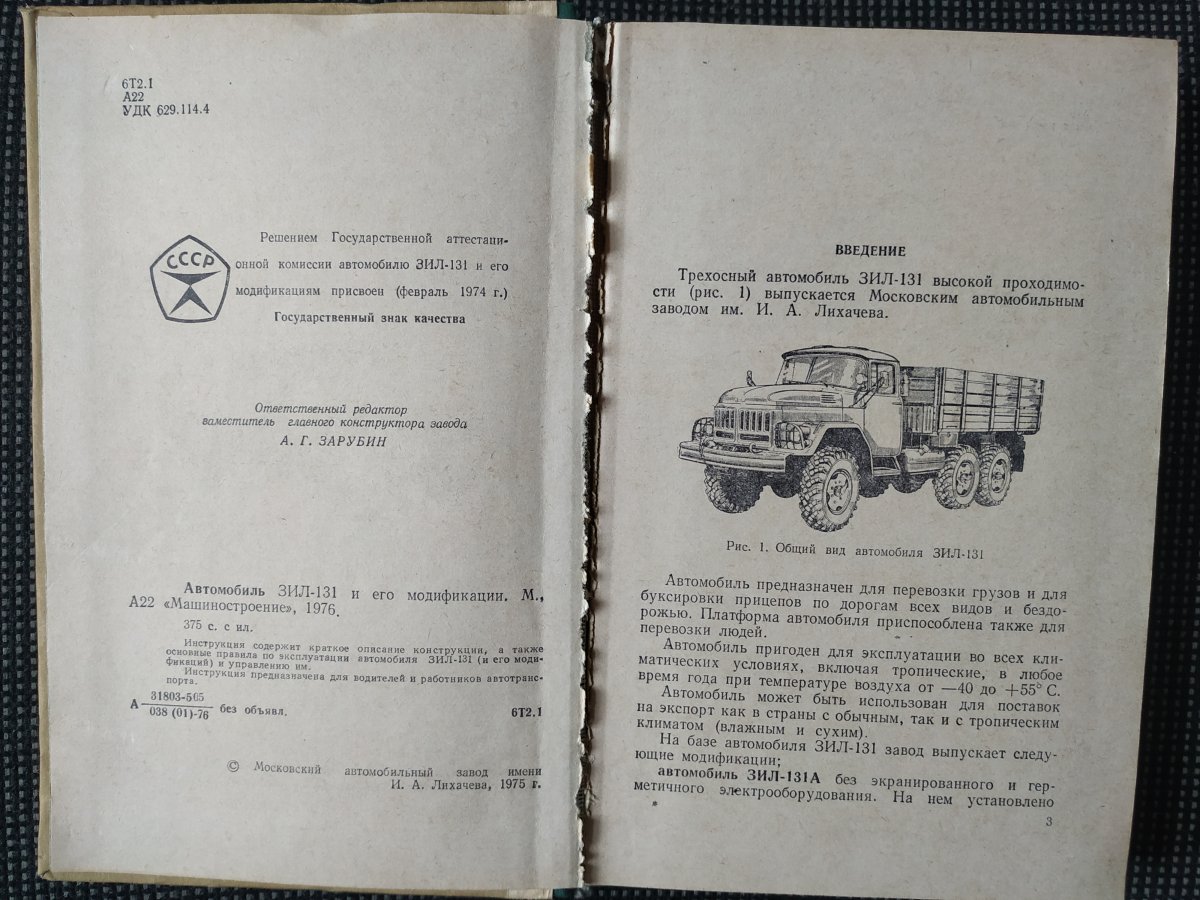 6Т2.1
А22
УДК 629.114.4
СССР
Решением Государственной аттестаци-
онной комиссии автомобилю ЗИЛ-131 и его
модификациям присвоен (февраль 1974 г.)
Государственный знак качества
Ответственный редактор
заместитель главного конструктора завода
А. Г. ЗАРУБИН
Автомобиль ЗИЛ-131 и его модификации. М.,
А22 «Машиностроение», 1976.
375 с. с ил.
Инструкция содержит краткое описание конструкции, а также
основные правила по эксплуатации автомобиля ЗИЛ-131 (и его моди-
фикаций) и управлению им.
Инструкция предназначена для водителей и работников автотранс-
порта.
31803-565
А
038 (01)-76
без объявл.
6Т2.1
© Московский автомобильный завод имени
И. А. Лихачева, 1975 г.
ВВЕДЕНИЕ
Трехосный автомобиль ЗИЛ-131 высокой проходимо-
сти (рис. 1) выпускается Московским автомобильным
заводом им. И. А. Лихачева.
Рис. 1. Общий вид автомобиля ЗИЛ-131
Автомобиль предназначен для перевозки грузов и для
буксировки прицепов по дорогам всех видов и бездо-
рожью. Платформа автомобиля приспособлена также для
перевозки людей.
Автомобиль пригоден для эксплуатации во всех кли-
матических условиях, включая тропические, в любое
время года при температуре воздуха от —40 до +55° С.
Автомобиль может быть использован для поставок
на экспорт как в страны с обычным, так и с тропическим
климатом (влажным и сухим).
На базе автомобиля ЗИЛ-131 завод выпускает следу-
ющие модификации;
автомобиль ЗИЛ-131А без экранированного и гер-
метичного электрооборудования. На нем установлено
3